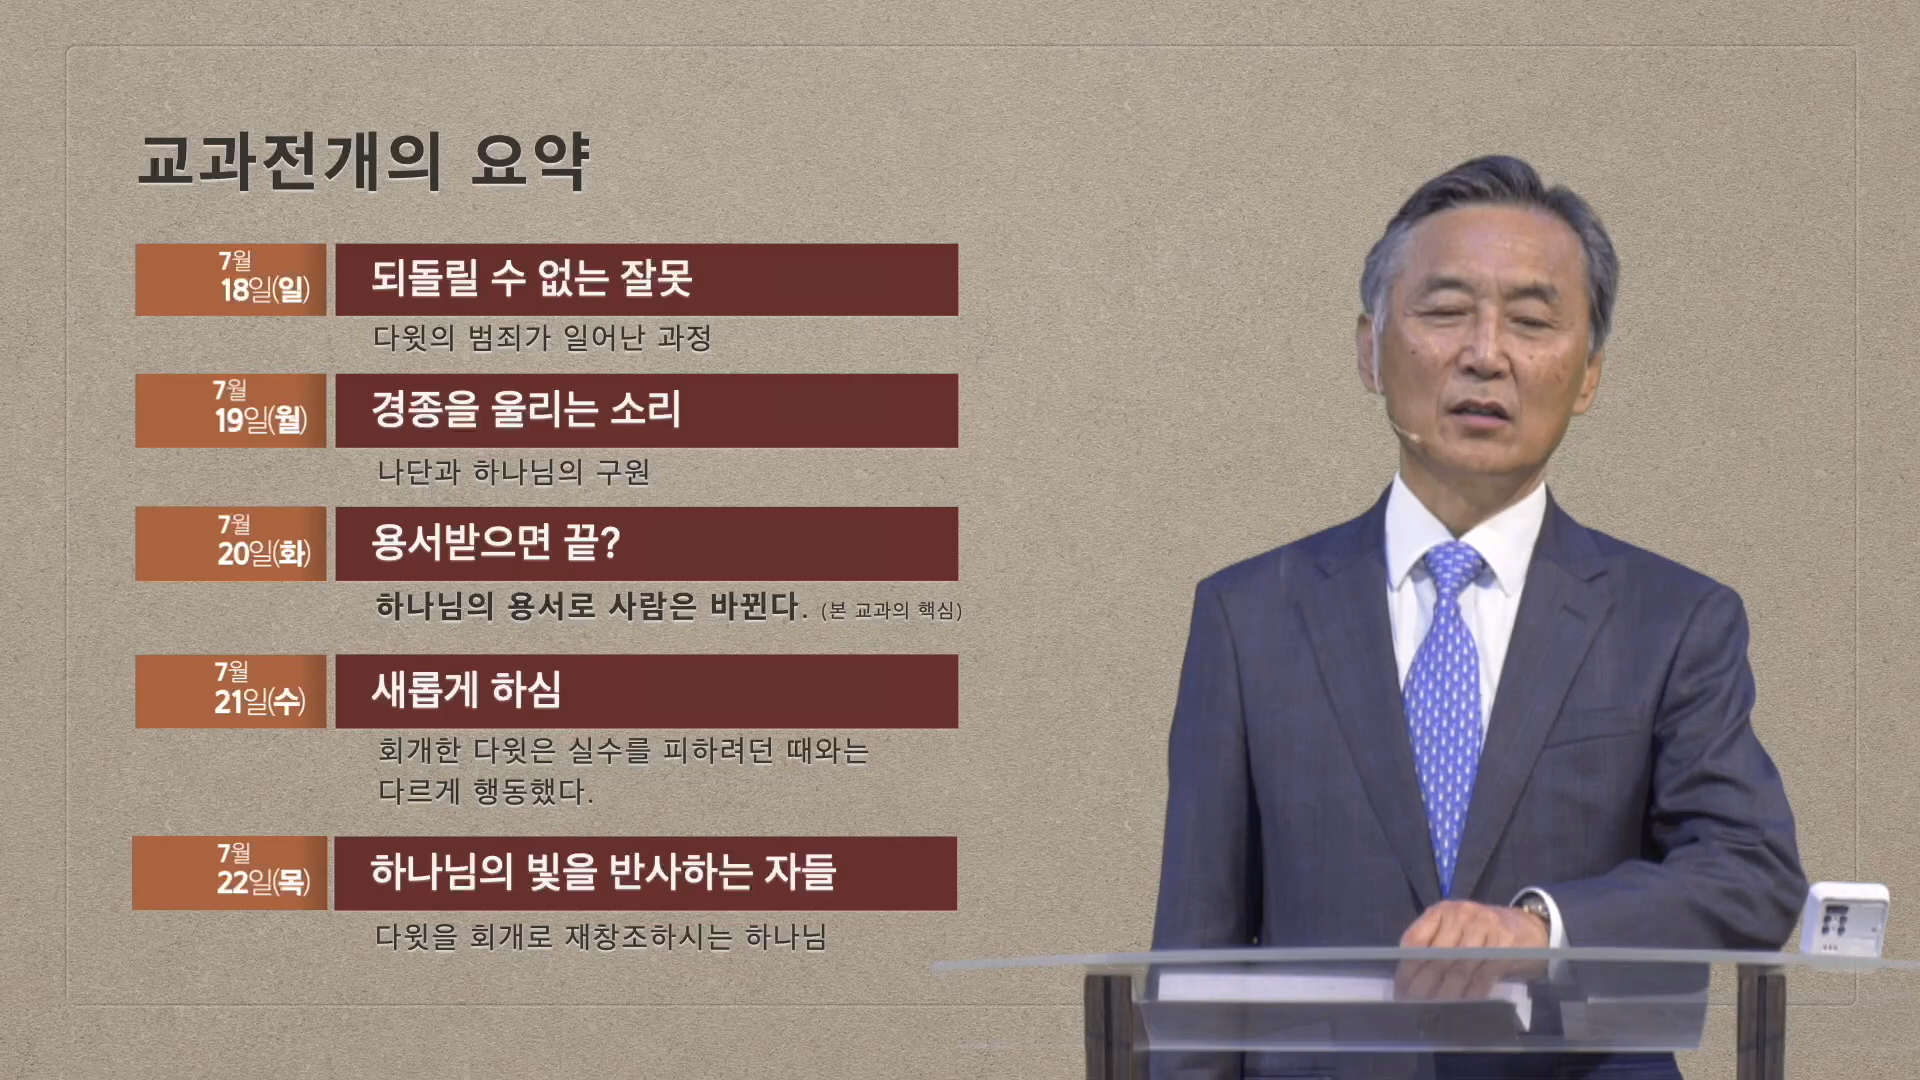 교과전개의 요약
7월
18일(일)
되돌릴 수 없는 잘못
다윗의 범죄가 일어난 과정
7월
19일(월)
경종을 울리는 소리
나단과 하나님의 구원
7월
20일(화)
용서받으면 끝?
하나님의 용서로 사람은 바뀐다. (본 교과의 핵심)
7월
21일(수)
새롭게 하심
회개한 다윗은 실수를 피하려던 때와는
다르게 행동했다.
7월
22일(목)
하나님의 빛을 반사하는 자들
다윗을 회개로 재창조하시는 하나님